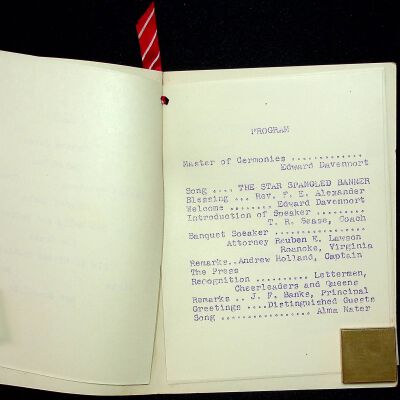 PROGRAM
Master of Cermonies .............
Edward Davenport
Song .... THE STAR SPANGLED BANNER
Blessing ... Rev. F. E. Alexander
Welcome ........ Edward Davenport
Introduction of Speaker .........
T. R. Sease, Coach
Banquet Speaker .................
Attorney Reuben E. Lawson
Roanoke, Virginia
Remarks..Andrew Holland, Captain
The Press
Recognition .......... Lettermen,
Cheerleaders and Queens
Remarks .. J. F. Banks, Principal
Greetings ....Distinguished Guests
Song ................. Alma Mater